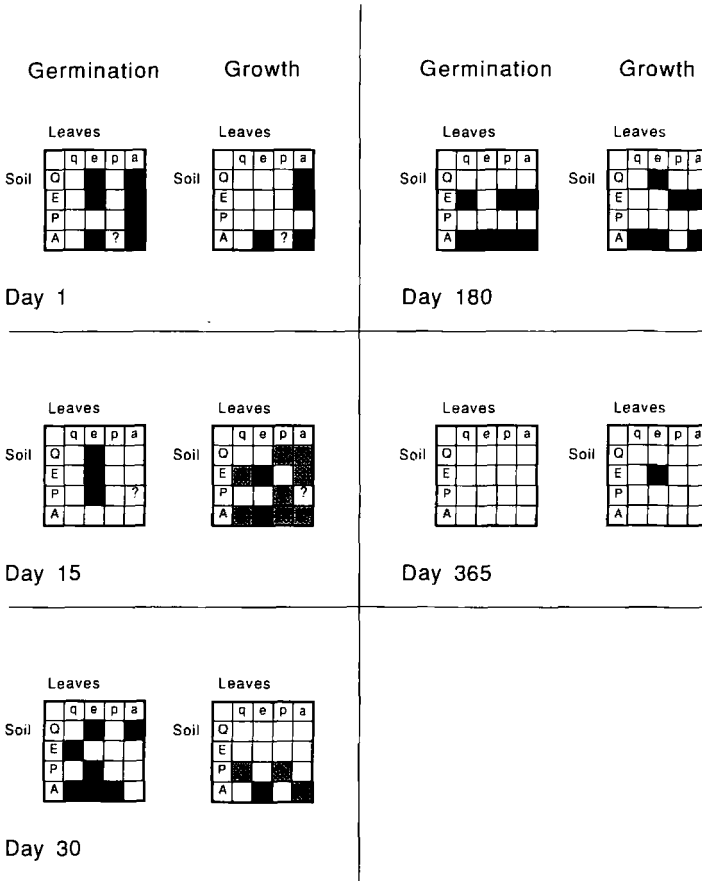 Germination Growth
Leaves Leaves
q e p a q e p a
Soil Q Soil Q
E E
P P
A ? A ?
Day 1
Leaves Leaves
q e p a q e p a
Soil Q Soil Q
E E
P ? P ?
A A
Day 15
Leaves Leaves
q e p a q e p a
Soil Q Soil Q
E E
P P
A A
Day 30
Germination Growth
Leaves Leaves
q e p a q e p a
Soil Q Soil Q
E E
P P
A A
Day 180
Leaves Leaves
q e p a q e p a
Soil Q Soil Q
E E
P P
A A
Day 365